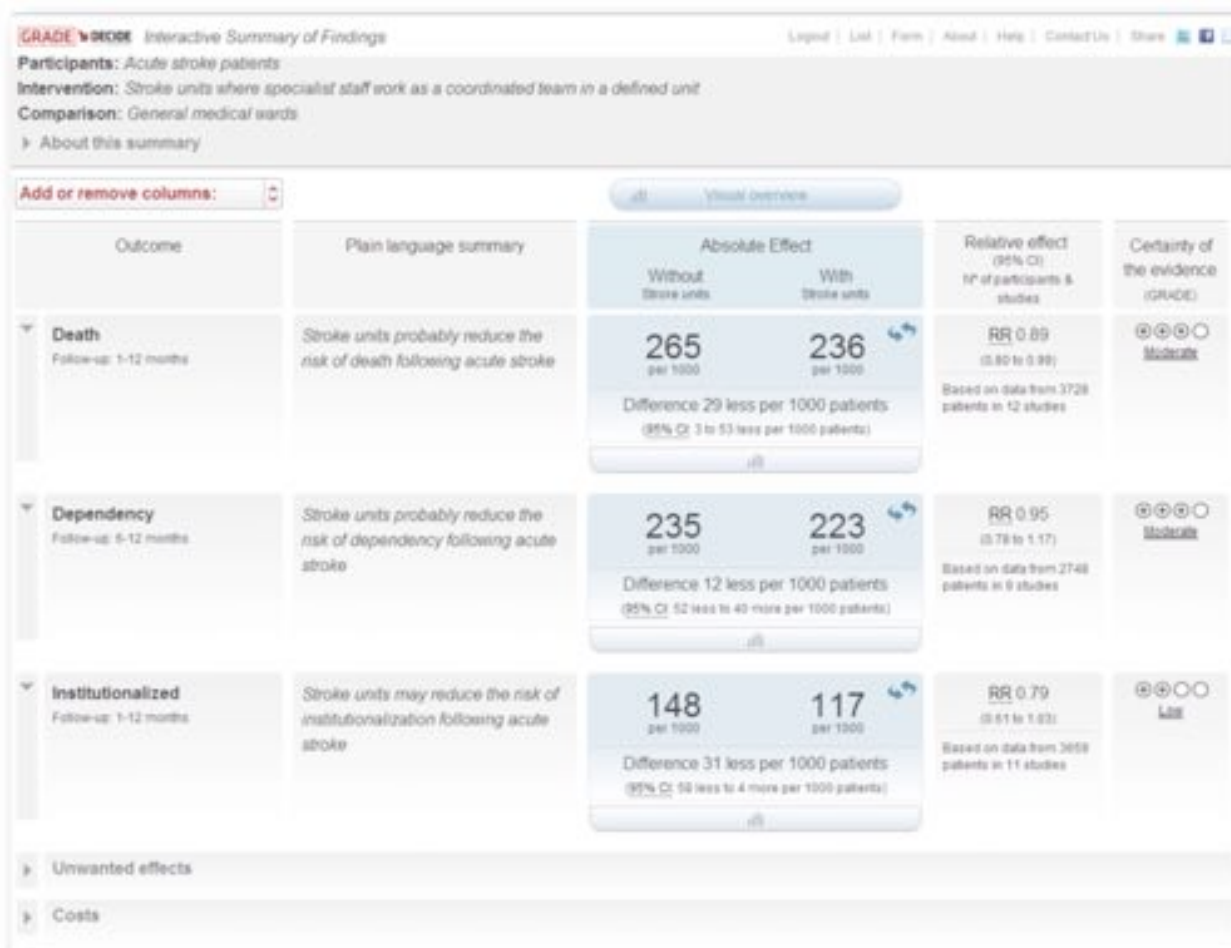 GRADE DECIDE Interactive Summary of Findings
Logout | List | Form | About | Help | Contact Us | Share
Participants: Acute stroke patients
Intervention: Stroke units where specialist staff work as a coordinated team in a defined unit
Comparison: General medical wards
About this summary
Add or remove columns:
Visual overview
Outcome
Plain language summary
Absolute Effect
Without
Stroke units
With
Stroke units
Relative effect
(95% CI)
Nº of participants &
studies
Certainty of
the evidence
(GRADE)
Death
Follow-up: 1-12 months
Stroke units probably reduce the
risk of death following acute stroke
265
per 1000
236
per 1000
Difference 29 less per 1000 patients
(95% CI: 3 to 53 less per 1000 patients)
RR 0.89
(0.80 to 0.99)
Based on data from 3728
patients in 12 studies
Moderate
Dependency
Follow-up: 6-12 months
Stroke units probably reduce the
risk of dependency following acute
stroke
235
per 1000
223
per 1000
Difference 12 less per 1000 patients
(95% CI: 52 less to 40 more per 1000 patients)
RR 0.95
(0.78 to 1.17)
Based on data from 2748
patients in 9 studies
Moderate
Institutionalized
Follow-up: 1-12 months
Stroke units may reduce the risk of
institutionalization following acute
stroke
148
per 1000
117
per 1000
Difference 31 less per 1000 patients
(95% CI: 58 less to 4 more per 1000 patients)
RR 0.79
(0.61 to 1.03)
Based on data from
patients in 11 studies
Low
Unwanted effects
Costs